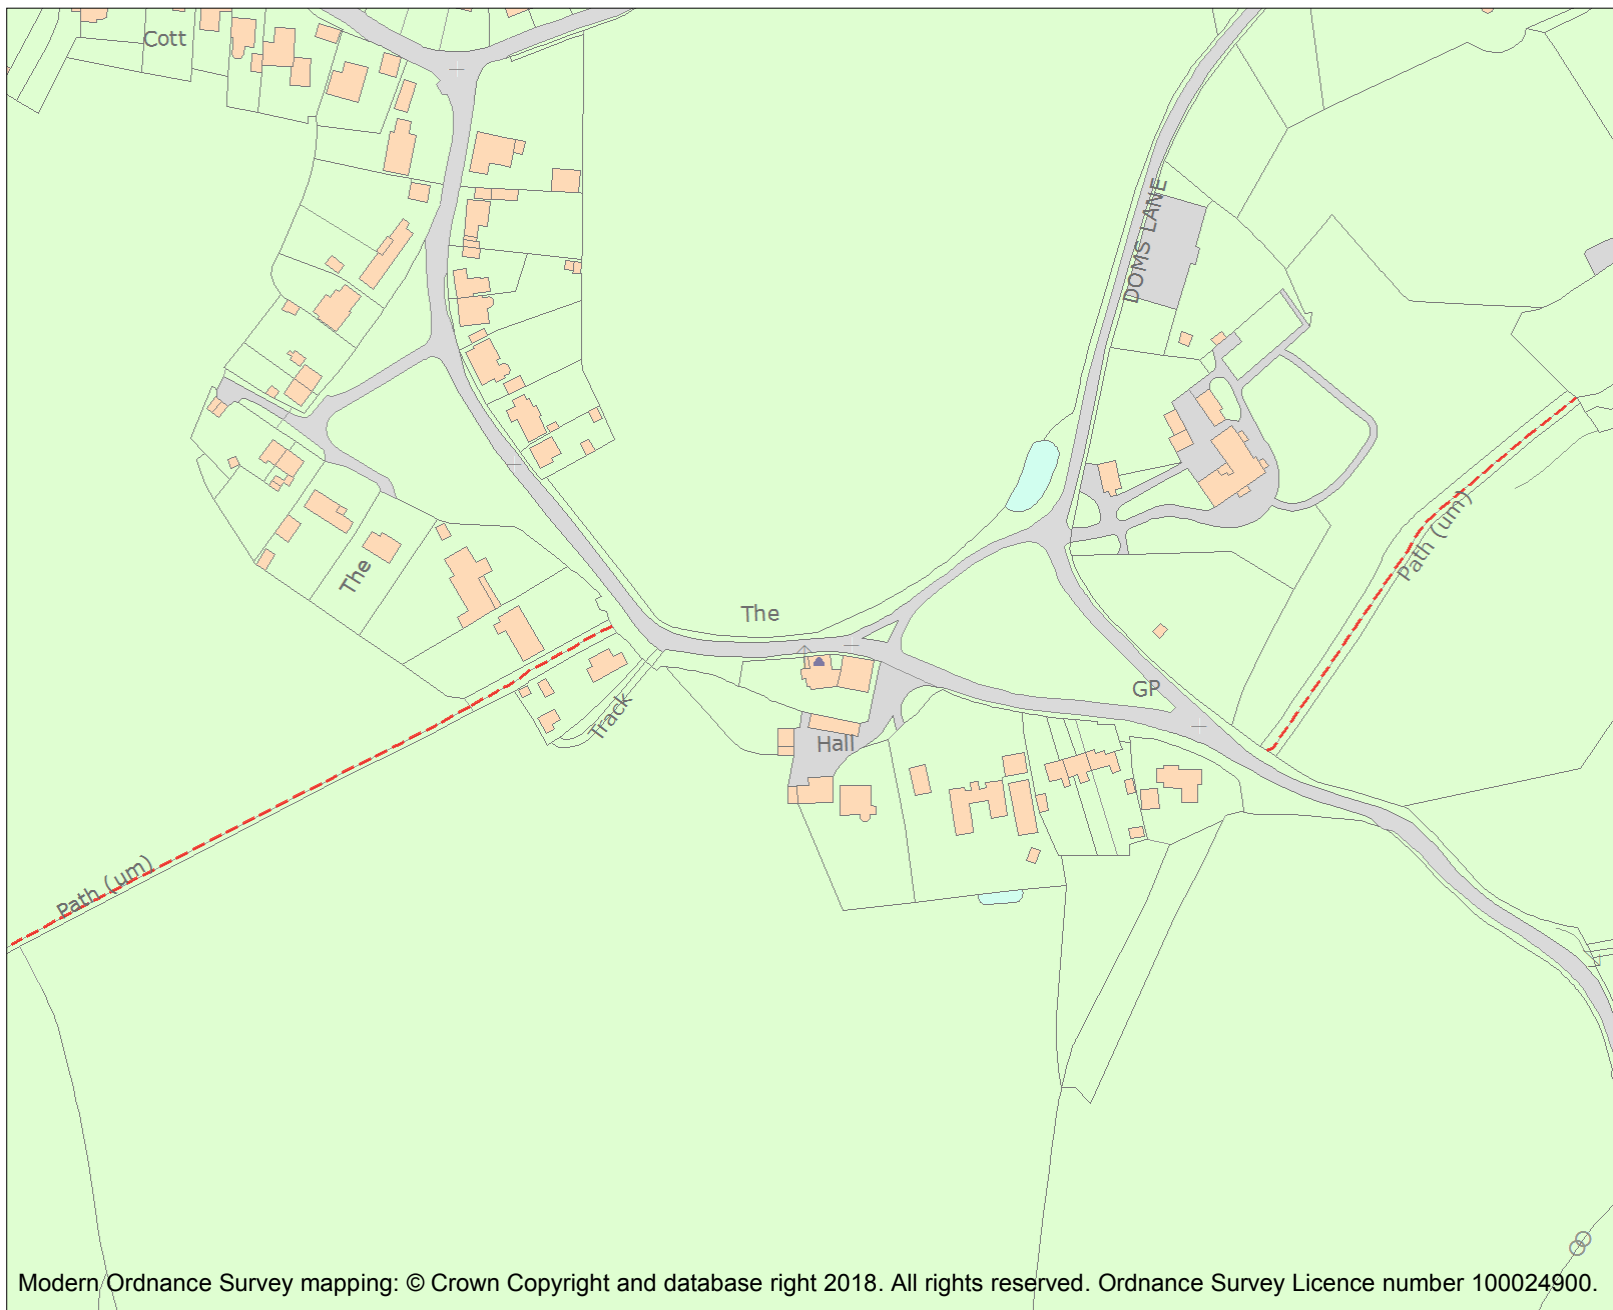 Cott
DOMS LANE
Path (um)
The
The
GP
Track
Hall
Path (um)
Modern Ordnance Survey mapping: © Crown Copyright and database right 2018. All rights reserved. Ordnance Survey Licence number 100024900.